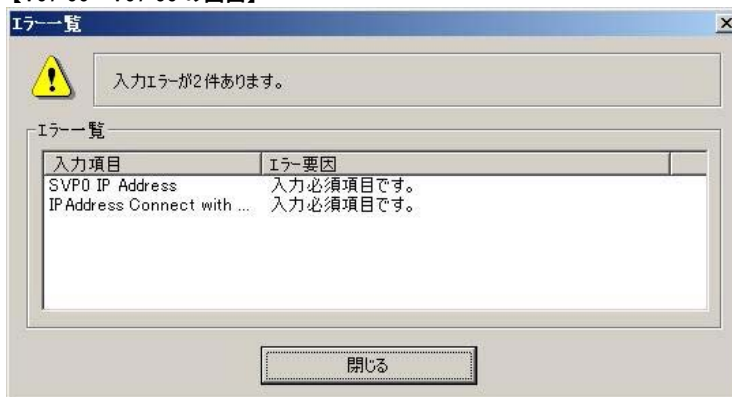 エラー一覧
入力エラーが2件あります。
エラー一覧
入力項目 エラー要因
SVP0 IP Address 入力必須項目です。
IPAddress Connect with ... 入力必須項目です。
閉じる